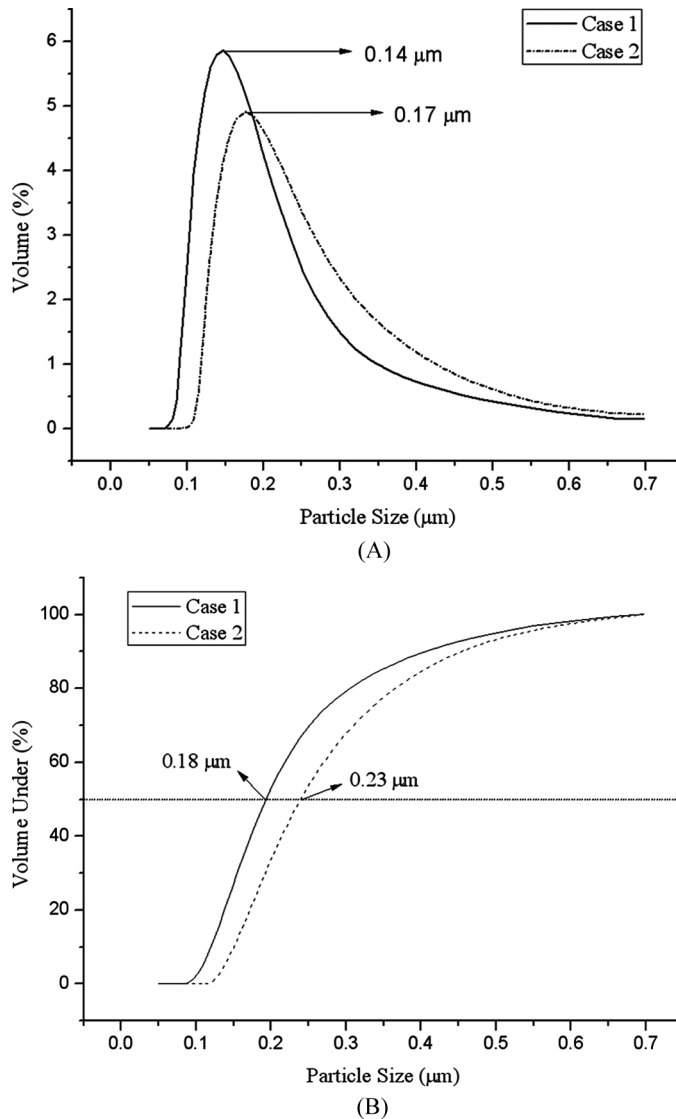 Case 1
Case 2
0.14 μm
0.17 μm
Volume (%)
6
5
4
3
2
1
0
0.0 0.1 0.2 0.3 0.4 0.5 0.6 0.7
Particle Size (μm)
(A)
Case 1
Case 2
0.18 μm
0.23 μm
Volume Under (%)
100
80
60
40
20
0
0.0 0.1 0.2 0.3 0.4 0.5 0.6 0.7
Particle Size (μm)
(B)